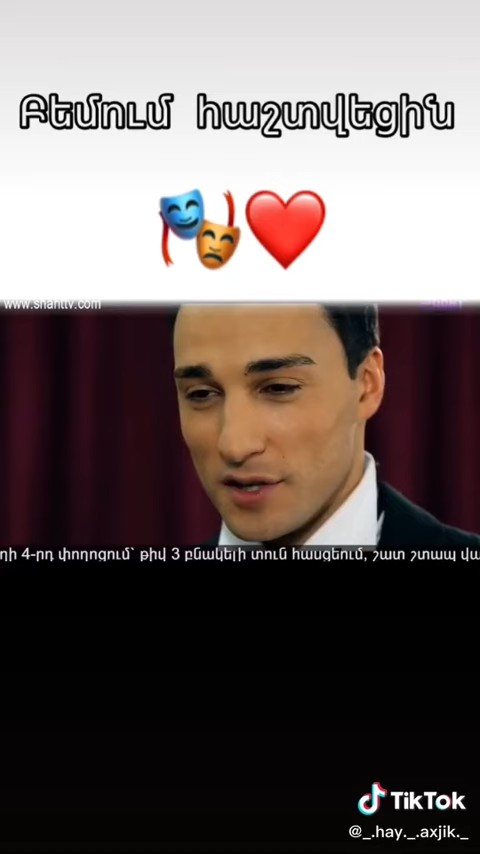 Բեմում հաշտվեցին
www.shanttv.com
ղի 4-րդ փողոցում՝ թիվ 3 բնակելի տուն հասցեում, շատ շտապ վա
TikTok
@_.hay._.axjik._